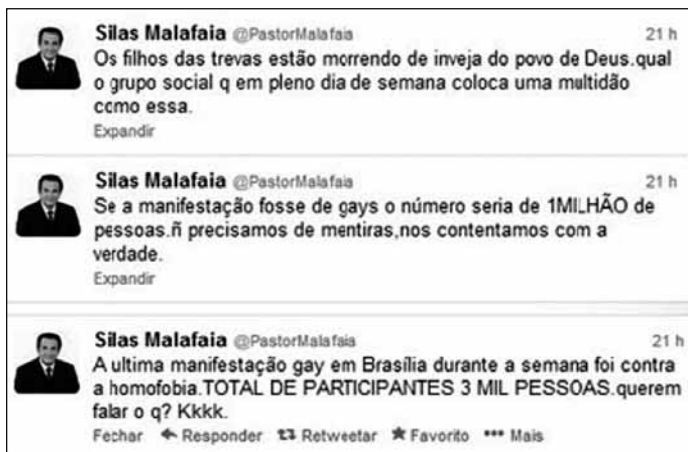 Silas Malafaia @PastorMalafaia 21 h
Os filhos das trevas estão morrendo de inveja do povo de Deus.qual
o grupo social q em pleno dia de semana coloca uma multidão
como essa.
Expandir
Silas Malafaia @PastorMalafaia 21 h
Se a manifestação fosse de gays o número seria de 1MILHÃO de
pessoas.ñ precisamos de mentiras,nos contentamos com a
verdade.
Expandir
Silas Malafaia @PastorMalafaia 21 h
A ultima manifestação gay em Brasília durante a semana foi contra
a homofobia.TOTAL DE PARTICIPANTES 3 MIL PESSOAS.querem
falar o q? Kkkk.
Fechar Responder Retweetar Favorito Mais